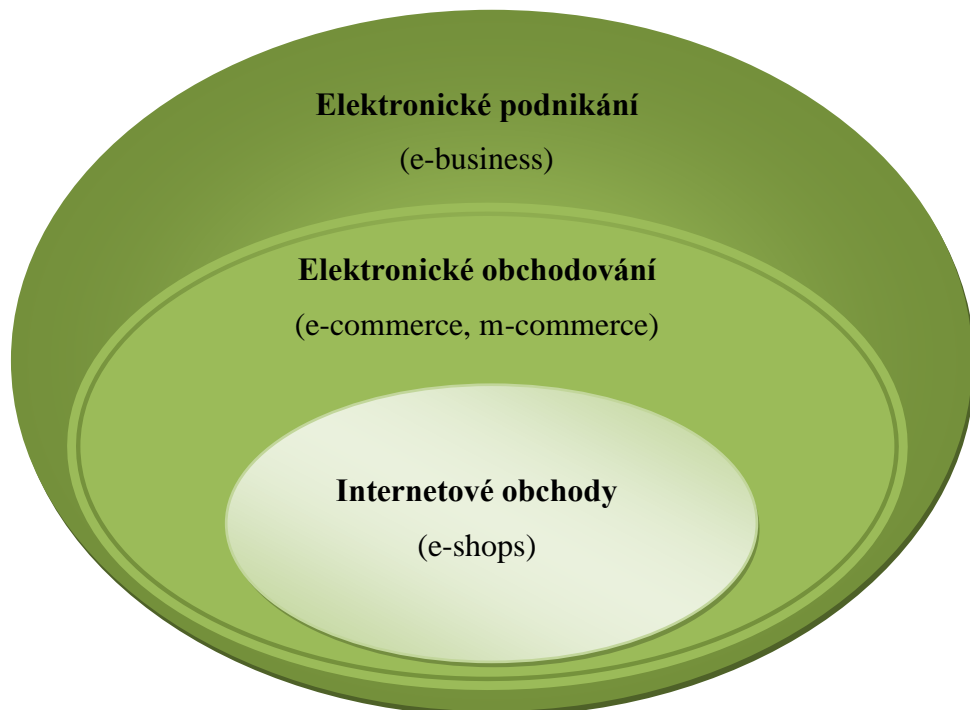 Elektronické podnikání
(e-business)
Elektronické obchodování
(e-commerce, m-commerce)
Internetové obchody
(e-shops)